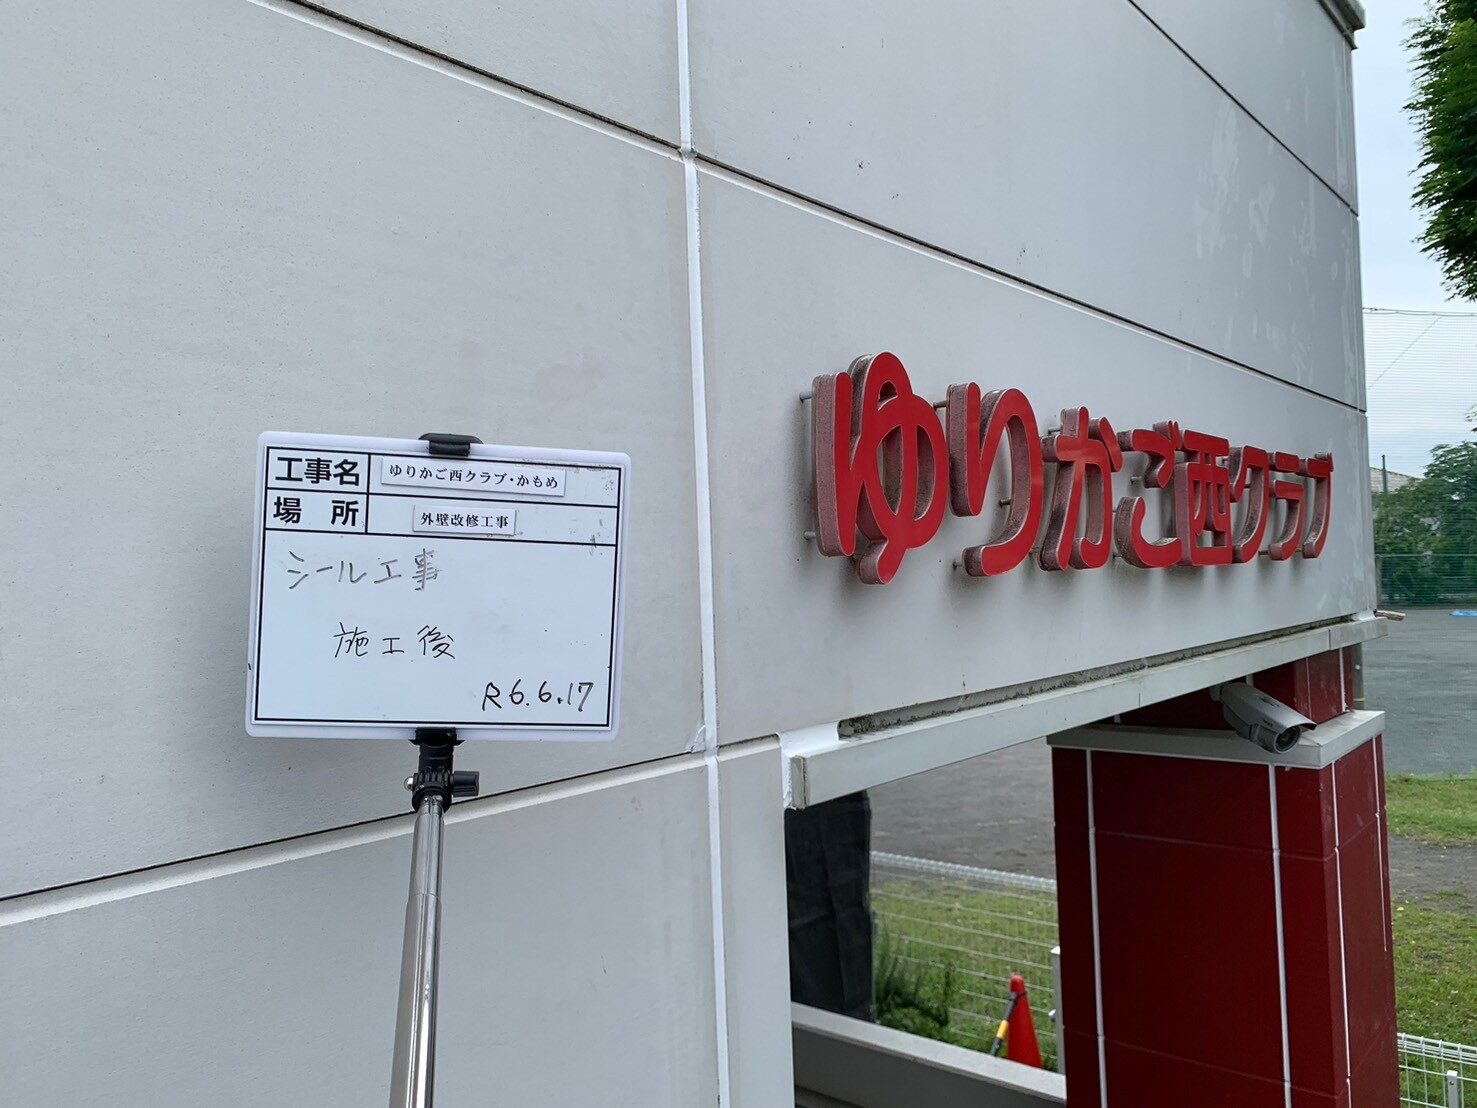 工事名 ゆりかご西クラブ・かもめ
場 所 外壁改修工事
シール工事
施工後
R6.6.17
ゆりかご西クラブ